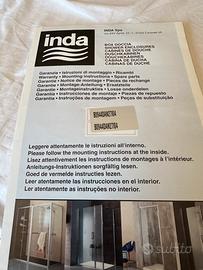 inda
INDA Spa
BOX DOCCIA
SHOWER ENCLOSURES
CABINES DE DOUCHE
DUSCHKABINEN
DOUCHECABINES
CABINAS DE DUCHA
CABINAS DE DUCHE
Garanzia • Istruzioni di montaggio • Ricambi
Warranty • Mounting Instructions • Spare parts
Garantie • Notice de montage • Pièces de rechange
Garantie • Montage Anleitung • Ersatzteile
Garantie • Montageinstrukties • Losse onderdelen
Garantía • Instrucciones de montaje • Piezas de repuesto
Garantia • Instruções de montagem • Peças de substituição
Leggere attentamente le istruzioni all'interno.
Please follow the mounting instructions at the inside.
Lisez attentivement les instructions de montages à l'intérieur.
Anleitungs-Instruktionen sorgfältig lesen.
Goed de vermelde instructies lezen.
Leer atentamente las instrucciones en el interior.
Ler atentamente as instruções no interior.
subito